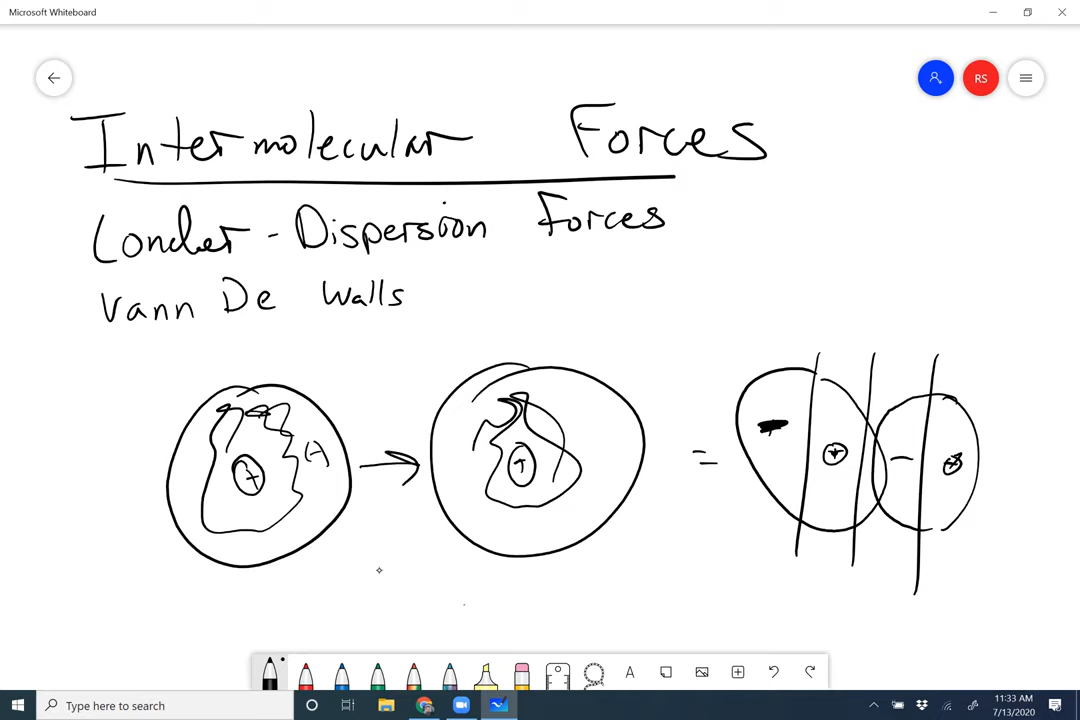 Microsoft Whiteboard
RS
Intermolecular Forces
Londer - Dispersion Forces
Vann De Walls
+
(-)
+
=
-
+
-
+
A
Type here to search
11:33 AM
7/13/2020